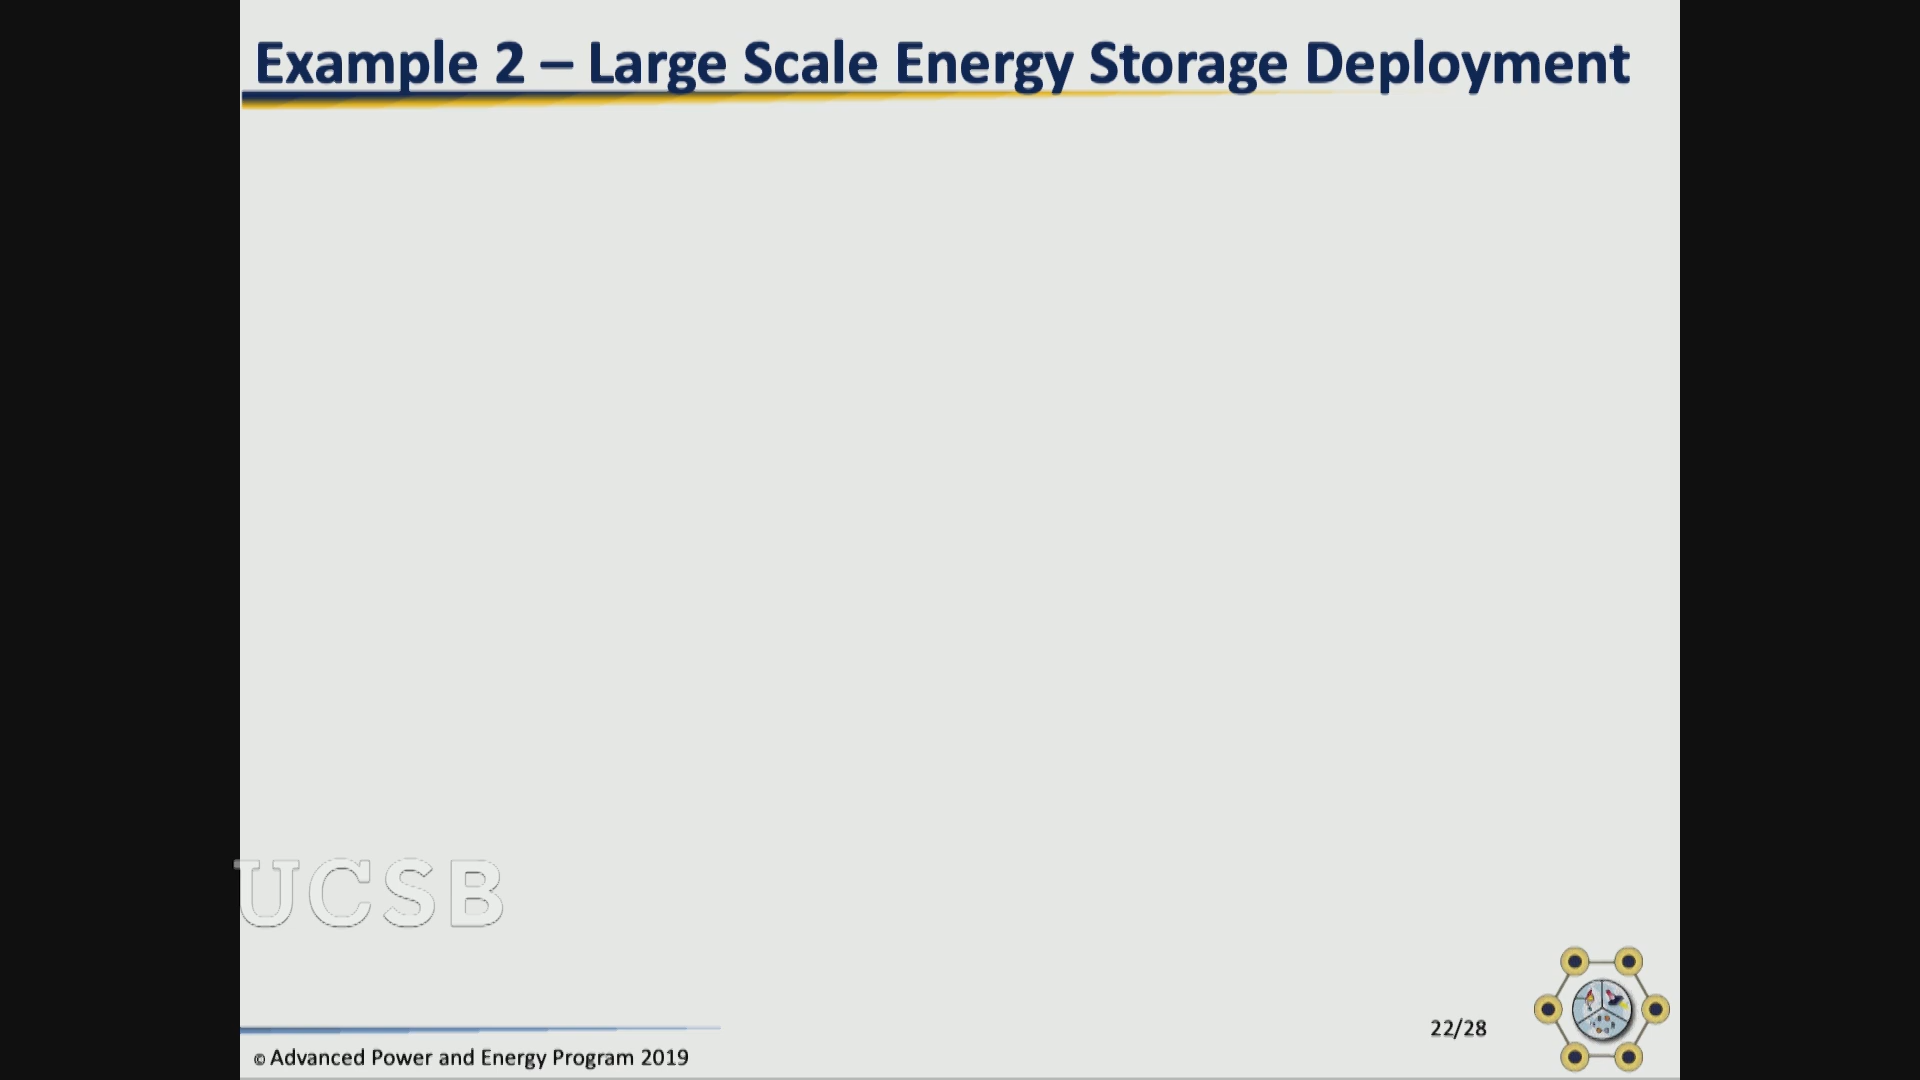 Example 2 – Large Scale Energy Storage Deployment
UCSB
22/28
© Advanced Power and Energy Program 2019